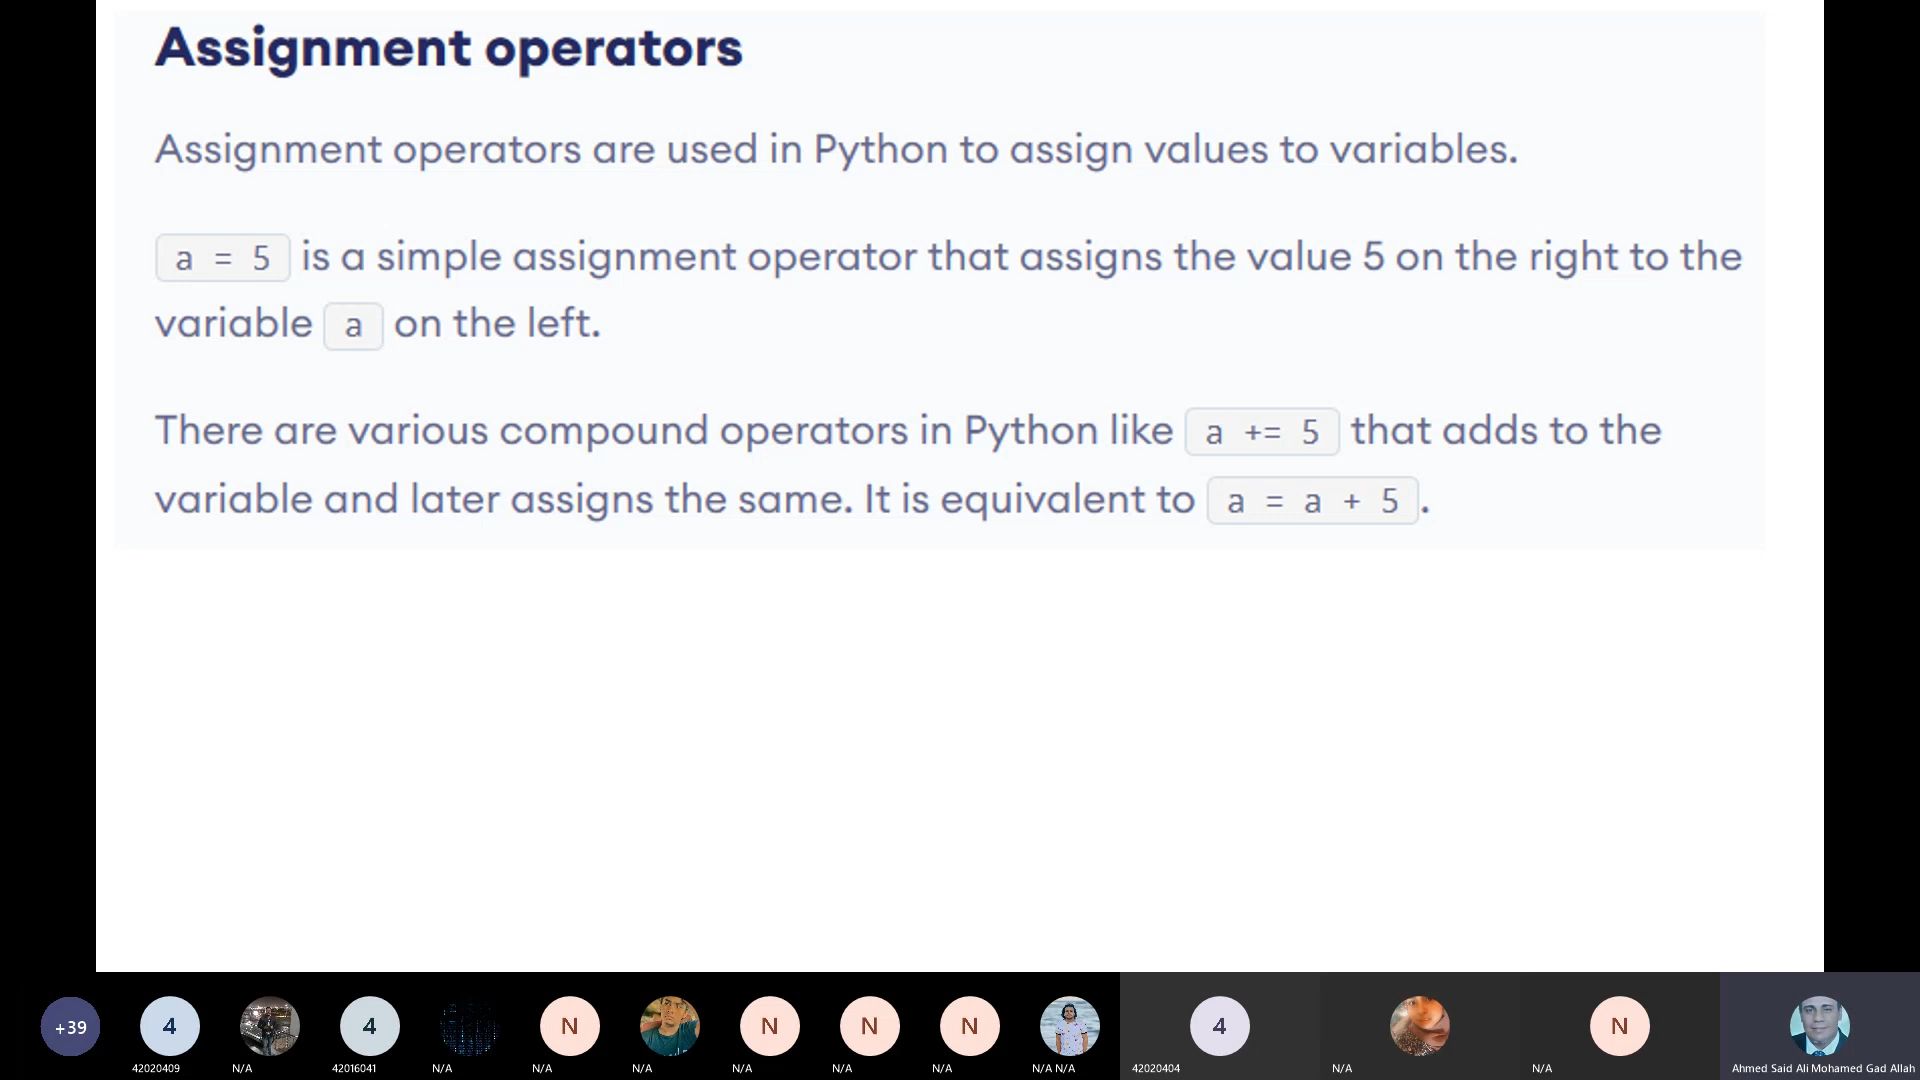 Assignment operators
Assignment operators are used in Python to assign values to variables.
a = 5 is a simple assignment operator that assigns the value 5 on the right to the
variable a on the left.
There are various compound operators in Python like a += 5 that adds to the
variable and later assigns the same. It is equivalent to a = a + 5.
+39
4
4
N
N
N
N
4
N
42020409
N/A
42016041
N/A
N/A
N/A
N/A
N/A
N/A
N/A N/A
42020404
N/A
N/A
Ahmed Said Ali Mohamed Gad Allah